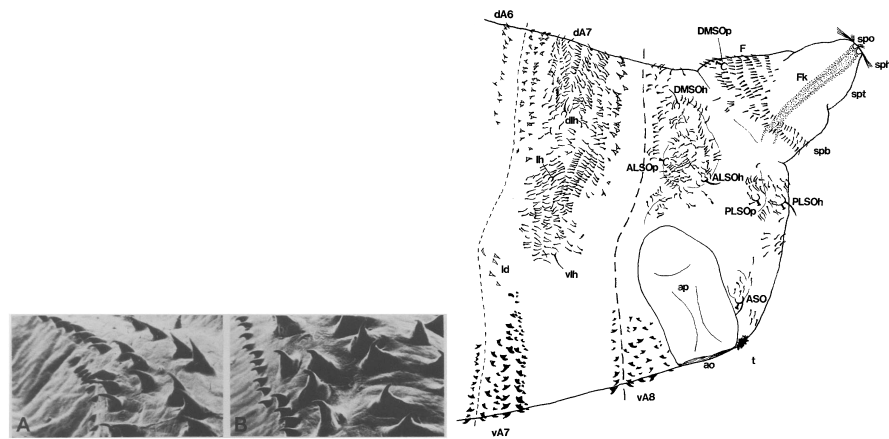 dA6
dA7
DMSOp
F
spo
sph
Fk
spt
DMSOh
dlh
lh
spb
ALSOp
ALSOh
PLSOp
PLSOh
ld
vlh
ap
ASO
ao
t
vA8
vA7
A
B